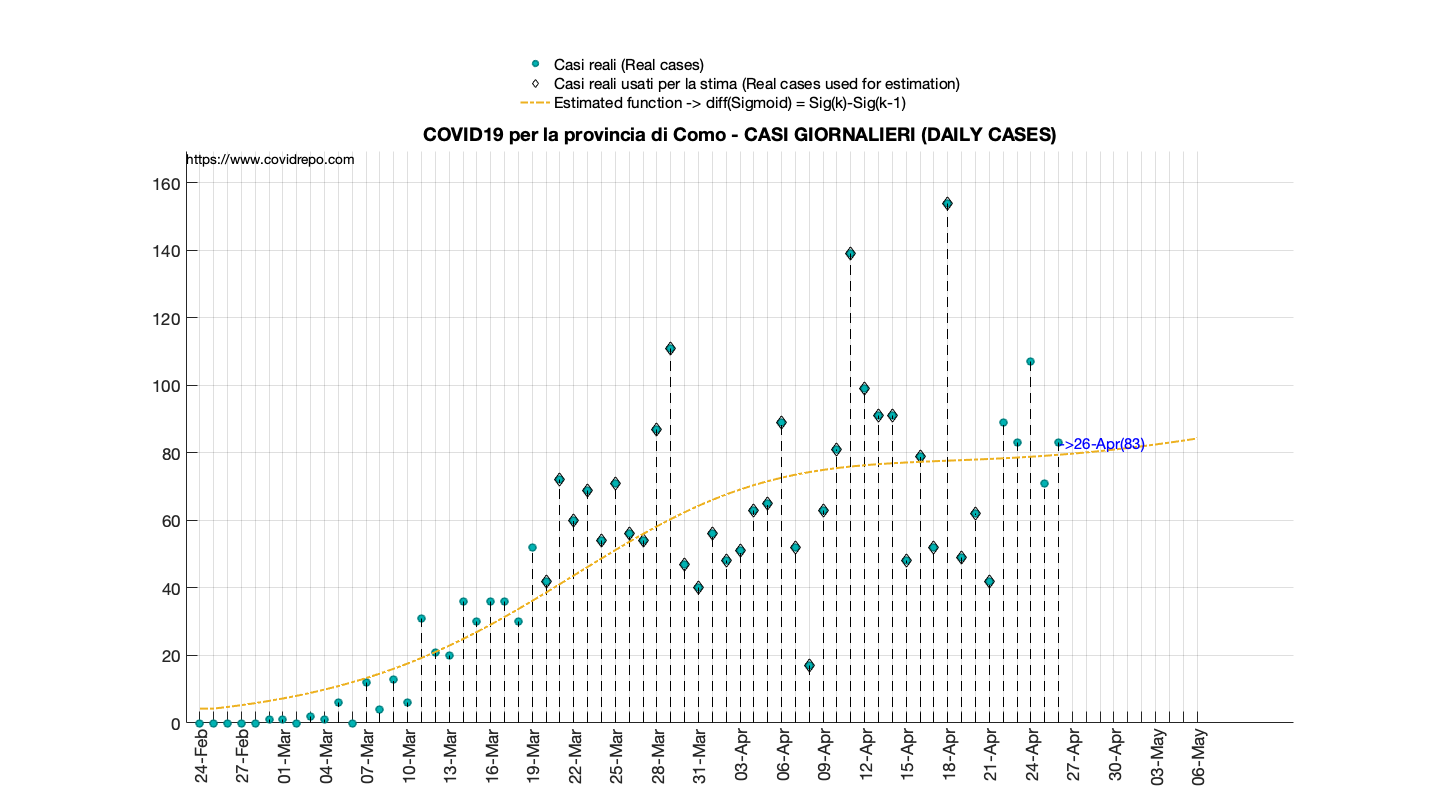 Casi reali (Real cases)
Casi reali usati per la stima (Real cases used for estimation)
Estimated function -> diff(Sigmoid) = Sig(k)-Sig(k-1)
COVID19 per la provincia di Como - CASI GIORNALIERI (DAILY CASES)
https://www.covidrepo.com
160
140
120
100
80
60
40
20
0
->26-Apr(83)
24-Feb
27-Feb
01-Mar
04-Mar
07-Mar
10-Mar
13-Mar
16-Mar
19-Mar
22-Mar
25-Mar
28-Mar
31-Mar
03-Apr
06-Apr
09-Apr
12-Apr
15-Apr
18-Apr
21-Apr
24-Apr
27-Apr
30-Apr
03-May
06-May